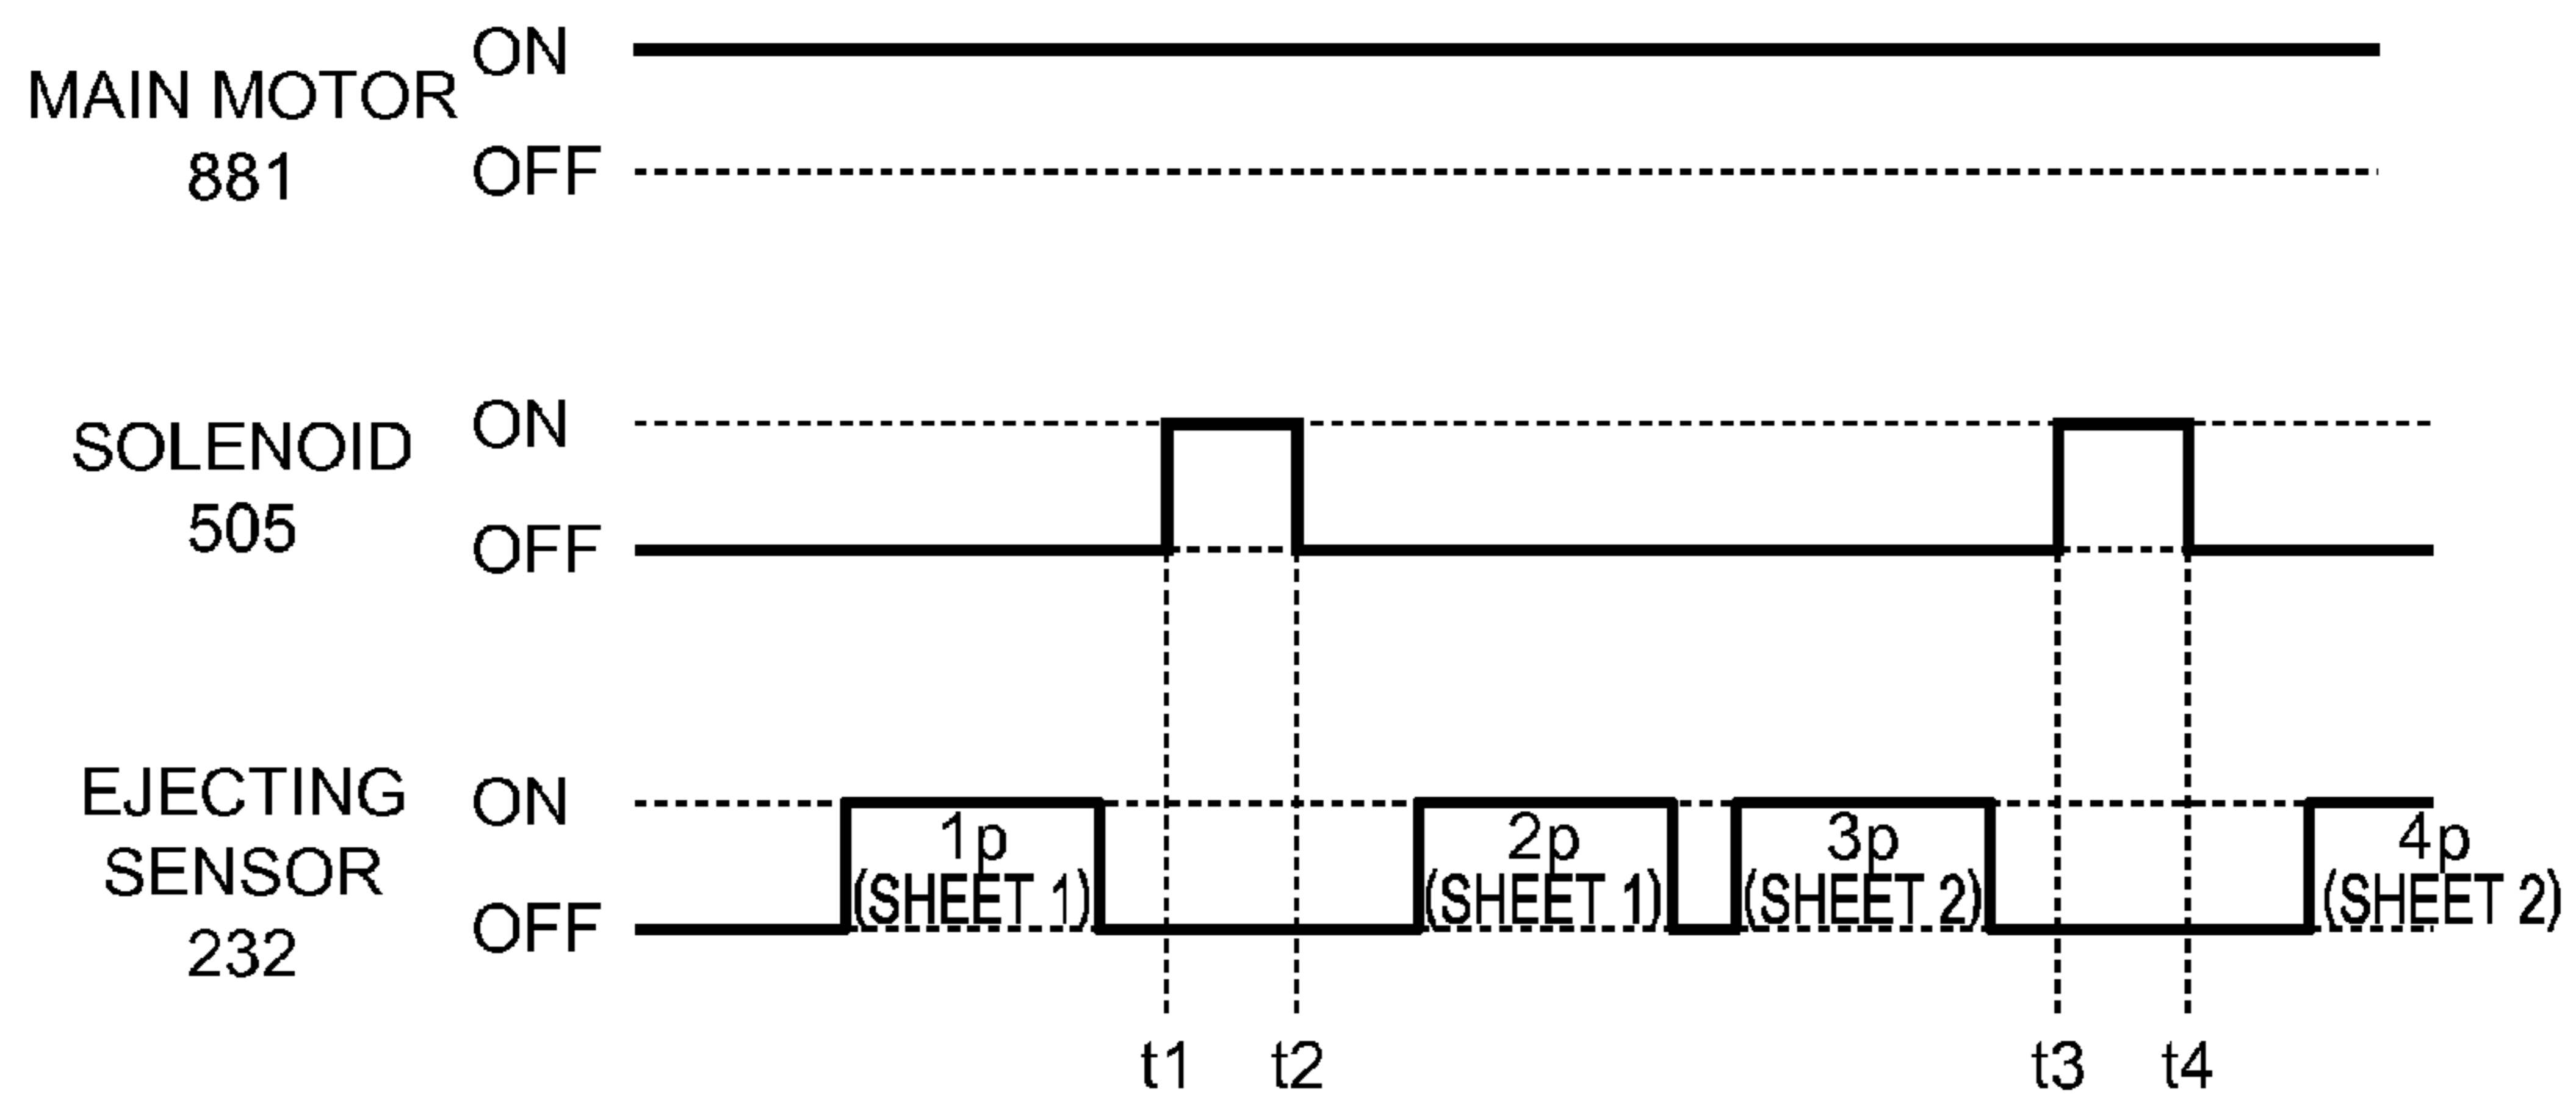 MAIN MOTOR
881
ON
OFF
SOLENOID
505
ON
OFF
EJECTING
SENSOR
232
ON
OFF
1p
(SHEET 1)
2p
(SHEET 1)
3p
(SHEET 2)
4p
(SHEET 2)
t1
t2
t3
t4